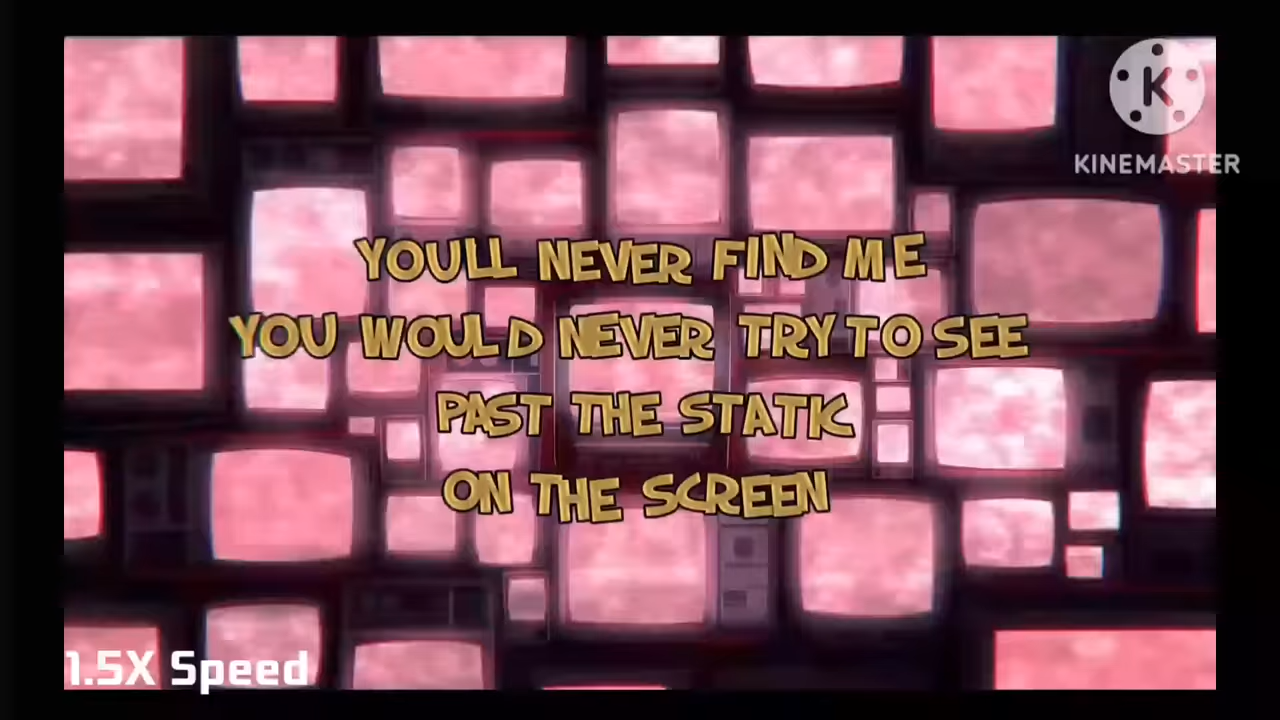 K
KINEMASTER
YOULL NEVER FIND ME
YOU WOULD NEVER TRY TO SEE
PAST THE STATIC
ON THE SCREEN
1.5X Speed